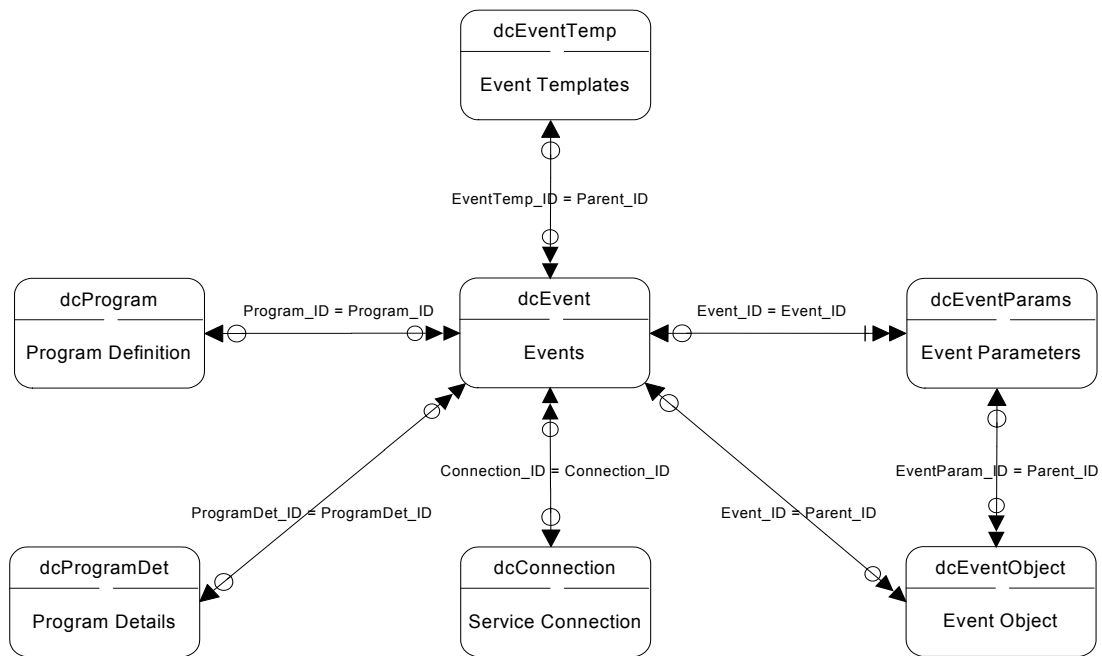 dcEventTemp
Event Templates
EventTemp_ID = Parent_ID
dcProgram
Program Definition
Program_ID = Program_ID
dcEvent
Events
Event_ID = Event_ID
dcEventParams
Event Parameters
Connection_ID = Connection_ID
EventParam_ID = Parent_ID
ProgramDet_ID = ProgramDet_ID
Event_ID = Parent_ID
dcProgramDet
Program Details
dcConnection
Service Connection
dcEventObject
Event Object